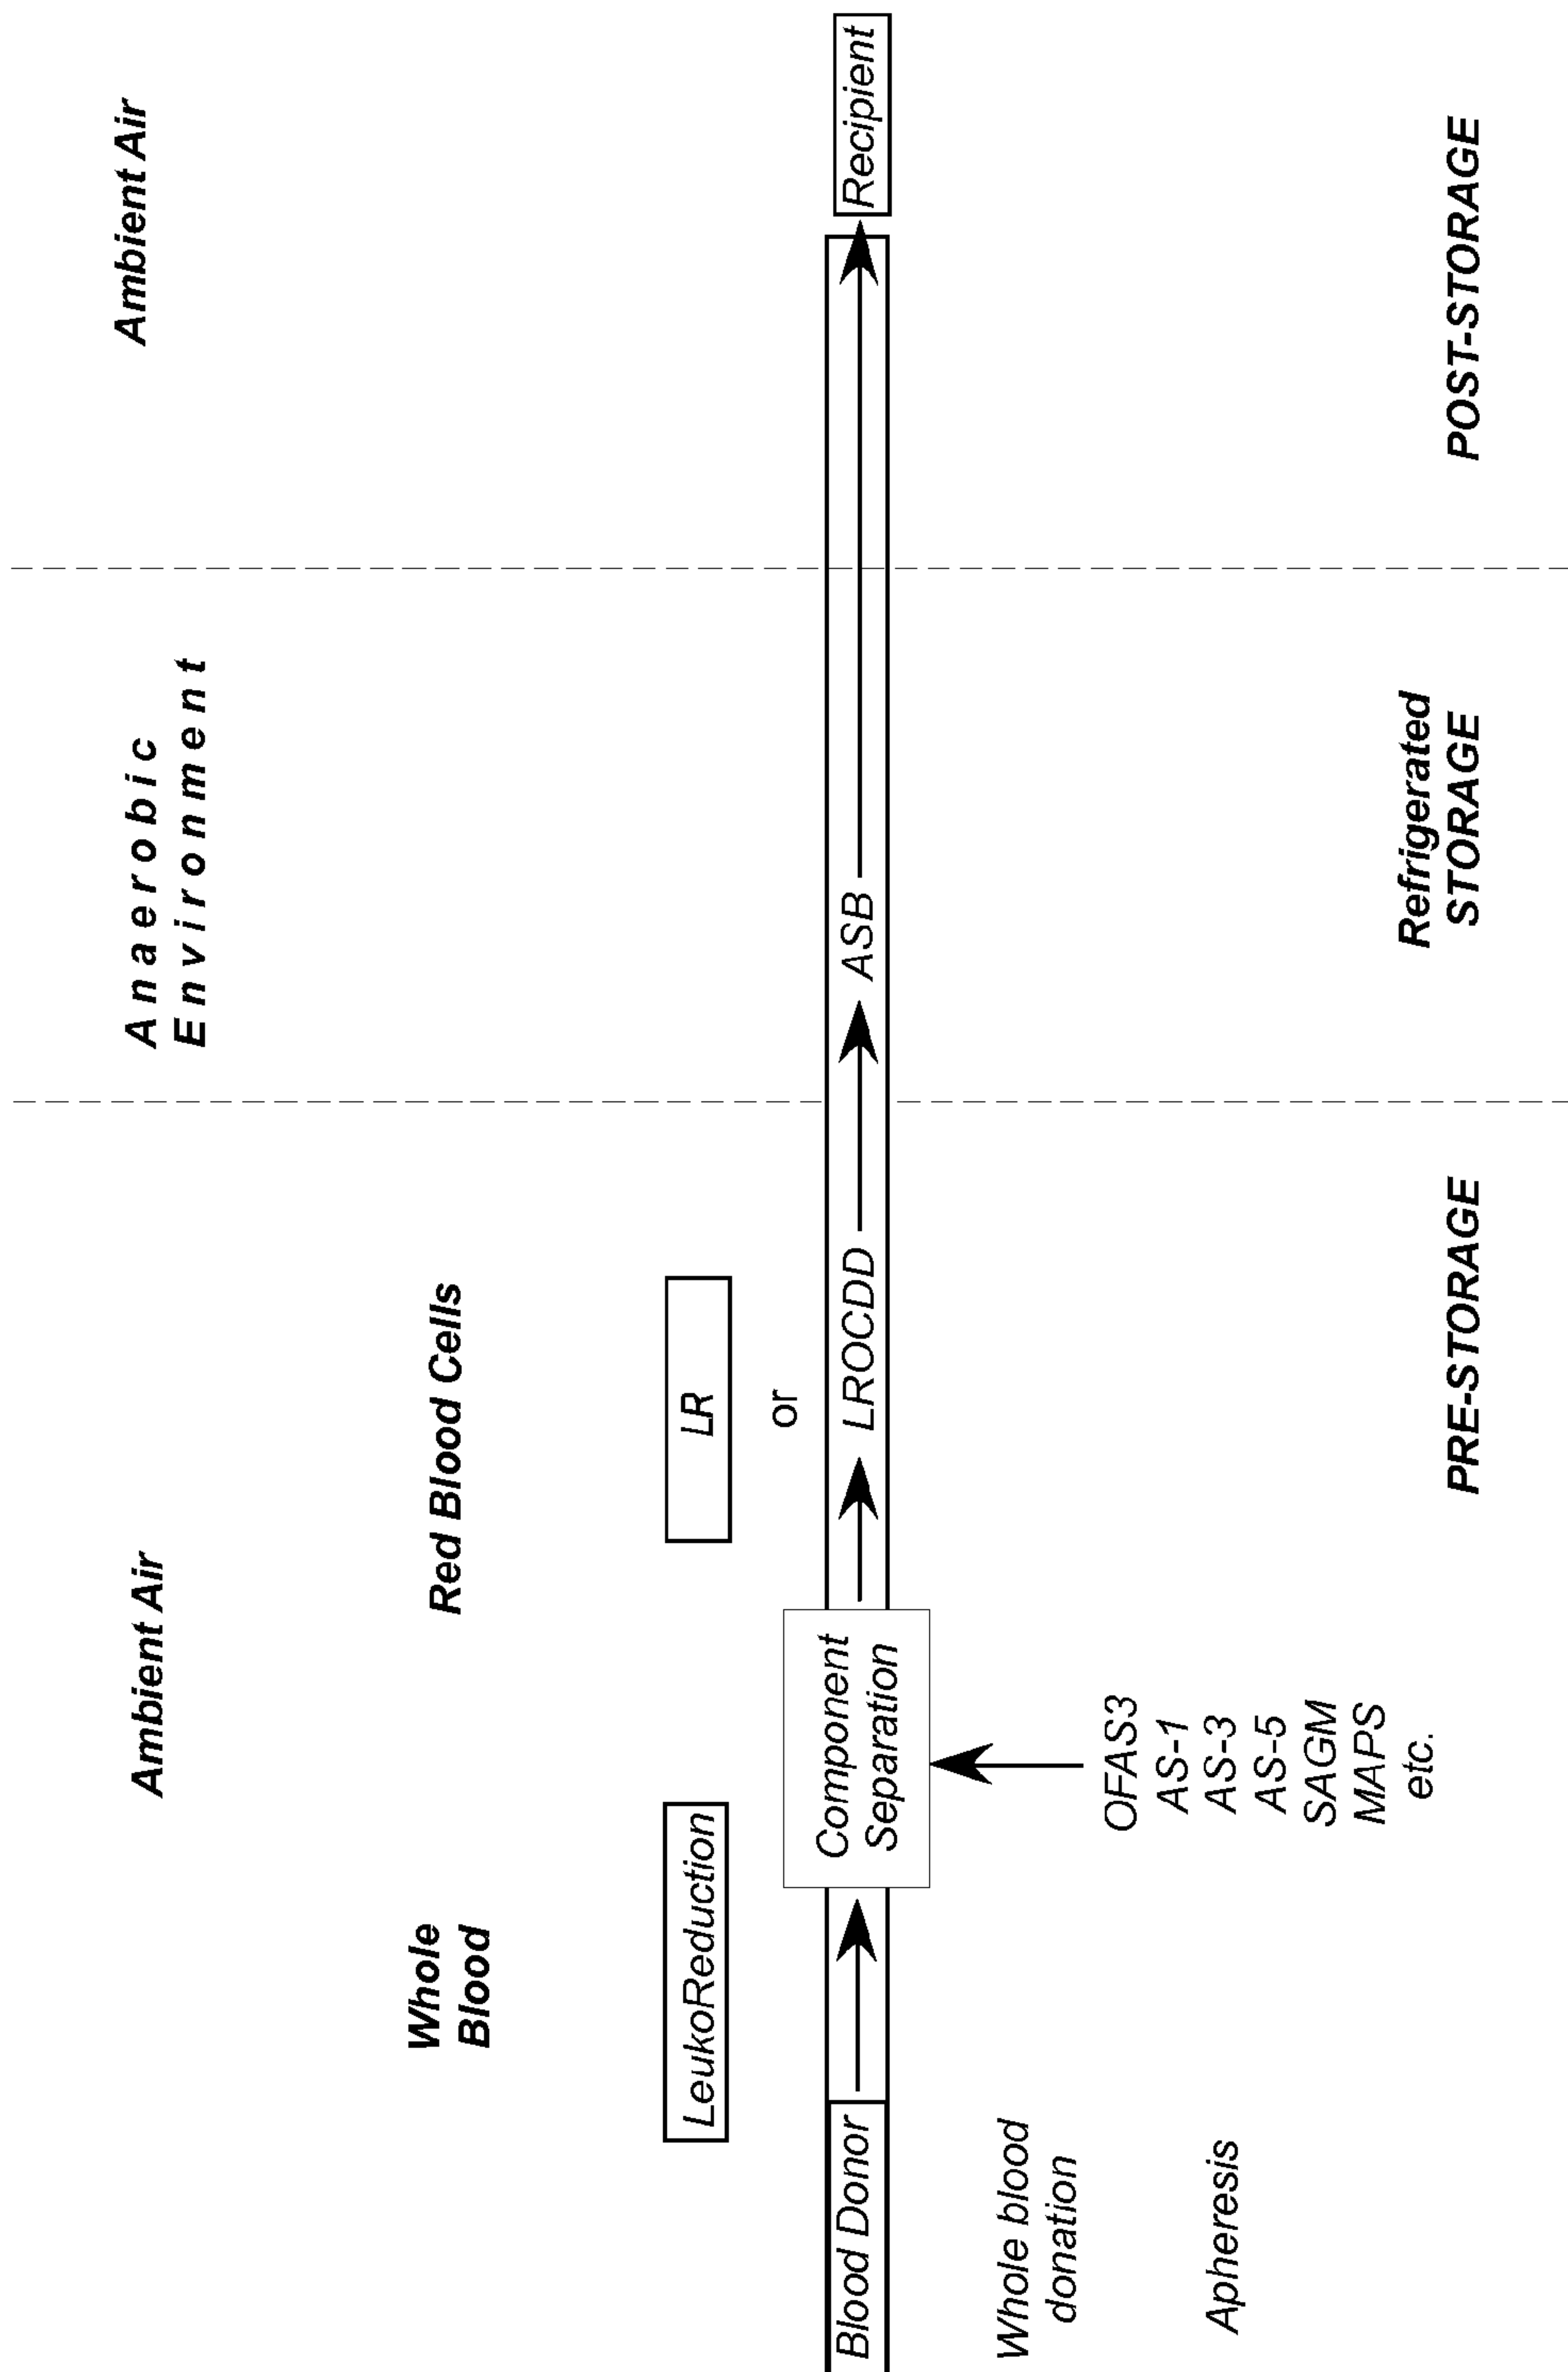 Ambient Air
Anaerobic
Environment
Ambient Air
Whole
Blood
Red Blood Cells
LeukoReduction
LR
or
Blood Donor
Component
Separation
LROCDD
ASB
Recipient
Whole blood
donation
Apheresis
OFAS3
AS-1
AS-3
AS-5
SAGM
MAPS
etc.
PRE-STORAGE
Refrigerated
STORAGE
POST-STORAGE